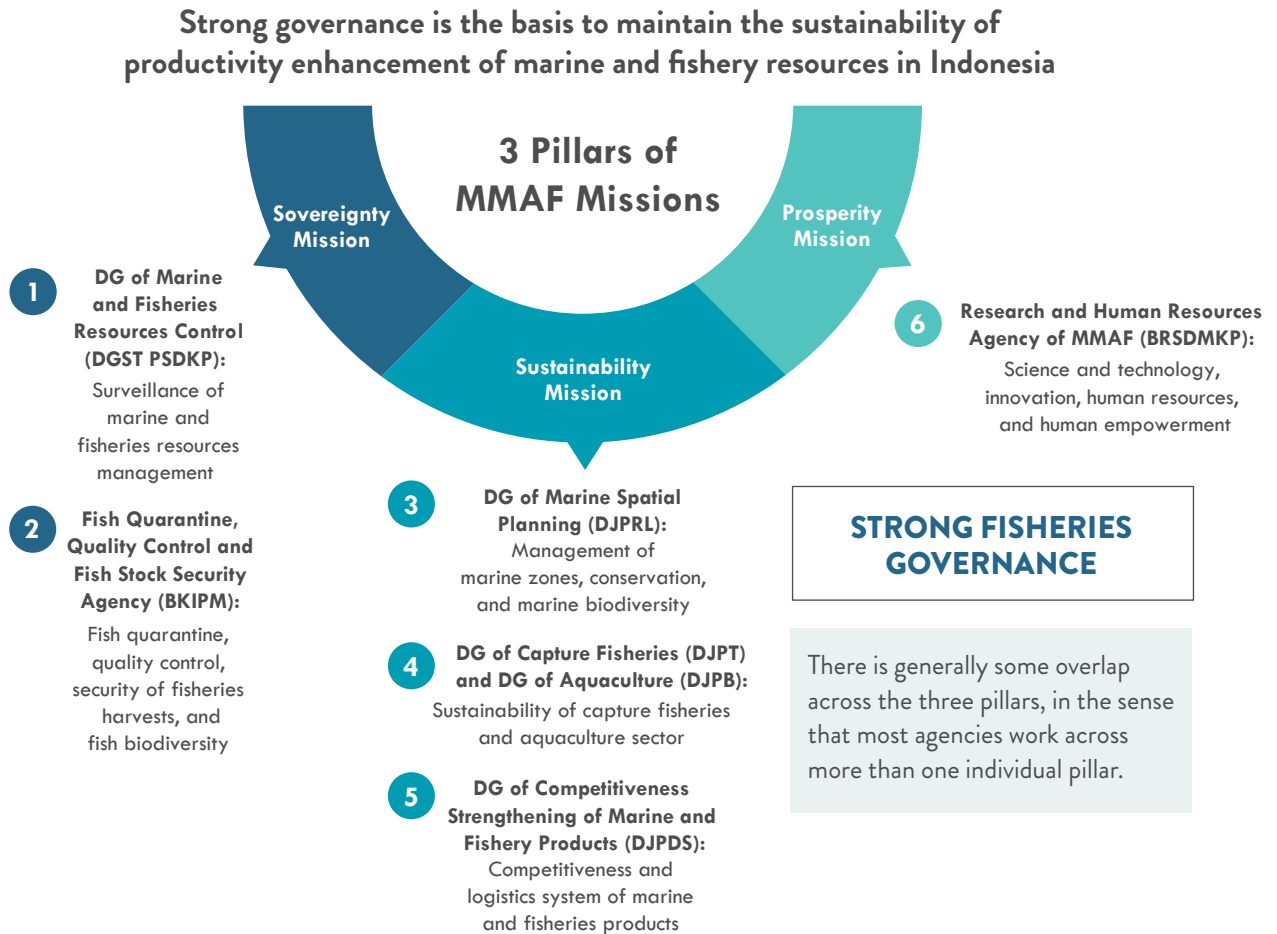 Strong governance is the basis to maintain the sustainability of
productivity enhancement of marine and fishery resources in Indonesia
3 Pillars of
MMAF Missions
Sovereignty
Mission
Sustainability
Mission
Prosperity
Mission
1
DG of Marine
and Fisheries
Resources Control
(DGST PSDKP):
Surveillance of
marine and
fisheries resources
management
2
Fish Quarantine,
Quality Control and
Fish Stock Security
Agency (BKIPM):
Fish quarantine,
quality control,
security of fisheries
harvests, and
fish biodiversity
3
DG of Marine Spatial
Planning (DJPRL):
Management of
marine zones, conservation,
and marine biodiversity
4
DG of Capture Fisheries (DJPT)
and DG of Aquaculture (DJPB):
Sustainability of capture fisheries
and aquaculture sector
5
DG of Competitiveness
Strengthening of Marine and
Fishery Products (DJPDS):
Competitiveness and
logistics system of marine
and fisheries products
6
Research and Human Resources
Agency of MMAF (BRSDMKP):
Science and technology,
innovation, human resources,
and human empowerment
STRONG FISHERIES
GOVERNANCE
There is generally some overlap
across the three pillars, in the sense
that most agencies work across
more than one individual pillar.